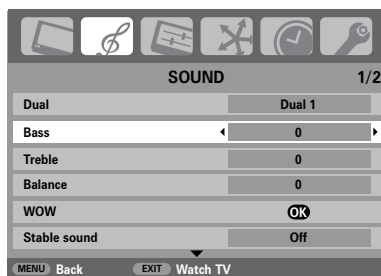 SOUND 1/2
Dual Dual 1
Bass 0
Treble 0
Balance 0
WOW OK
Stable sound Off
MENU Back EXIT Watch TV